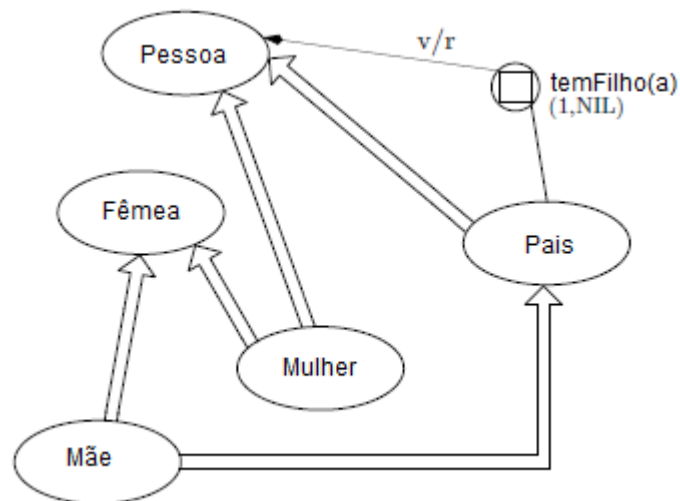 v/r
Pessoa
temFilho(a)
(1,NIL)
Fêmea
Pais
Mulher
Mãe